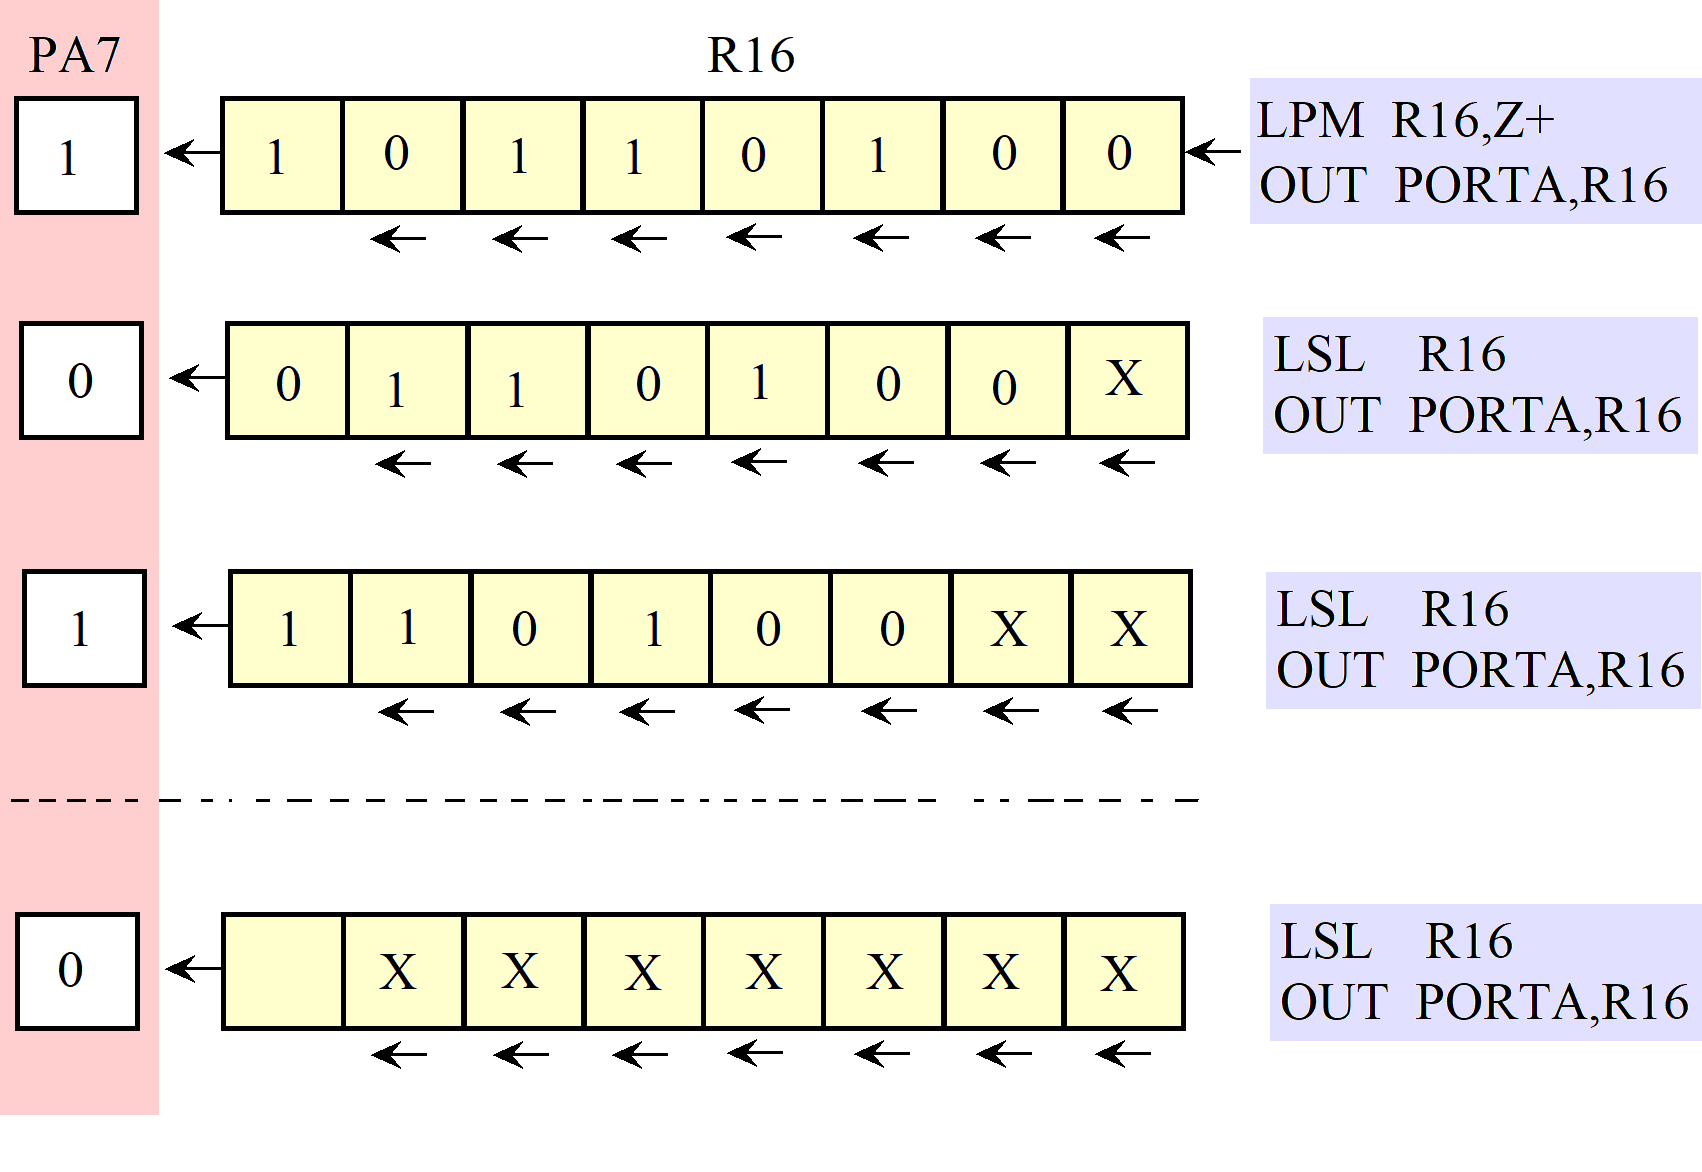 PA7 R16
1 1 0 1 1 0 1 0 0 LPM R16,Z+
OUT PORTA,R16
0 0 1 1 0 1 0 0 X LSL R16
OUT PORTA,R16
1 1 1 0 1 0 0 X X LSL R16
OUT PORTA,R16
0 X X X X X X X LSL R16
OUT PORTA,R16